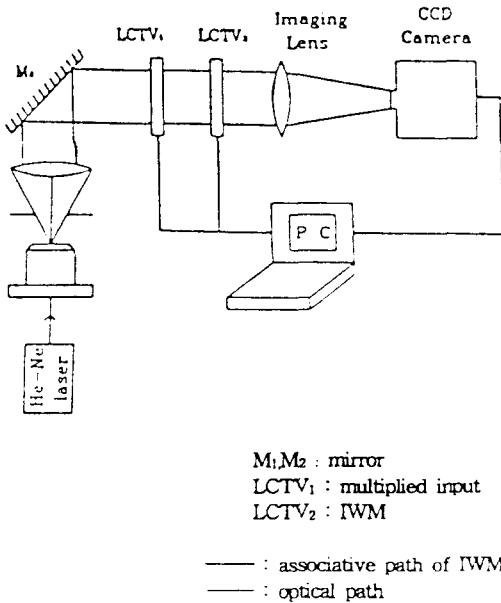 Imaging
Lens
CCD
Camera
LCTV₁
LCTV₂
P C
He-Ne
laser
M₁,M₂ : mirror
LCTV₁ : multiplied input
LCTV₂ : IWM
: associative path of IWM
: optical path